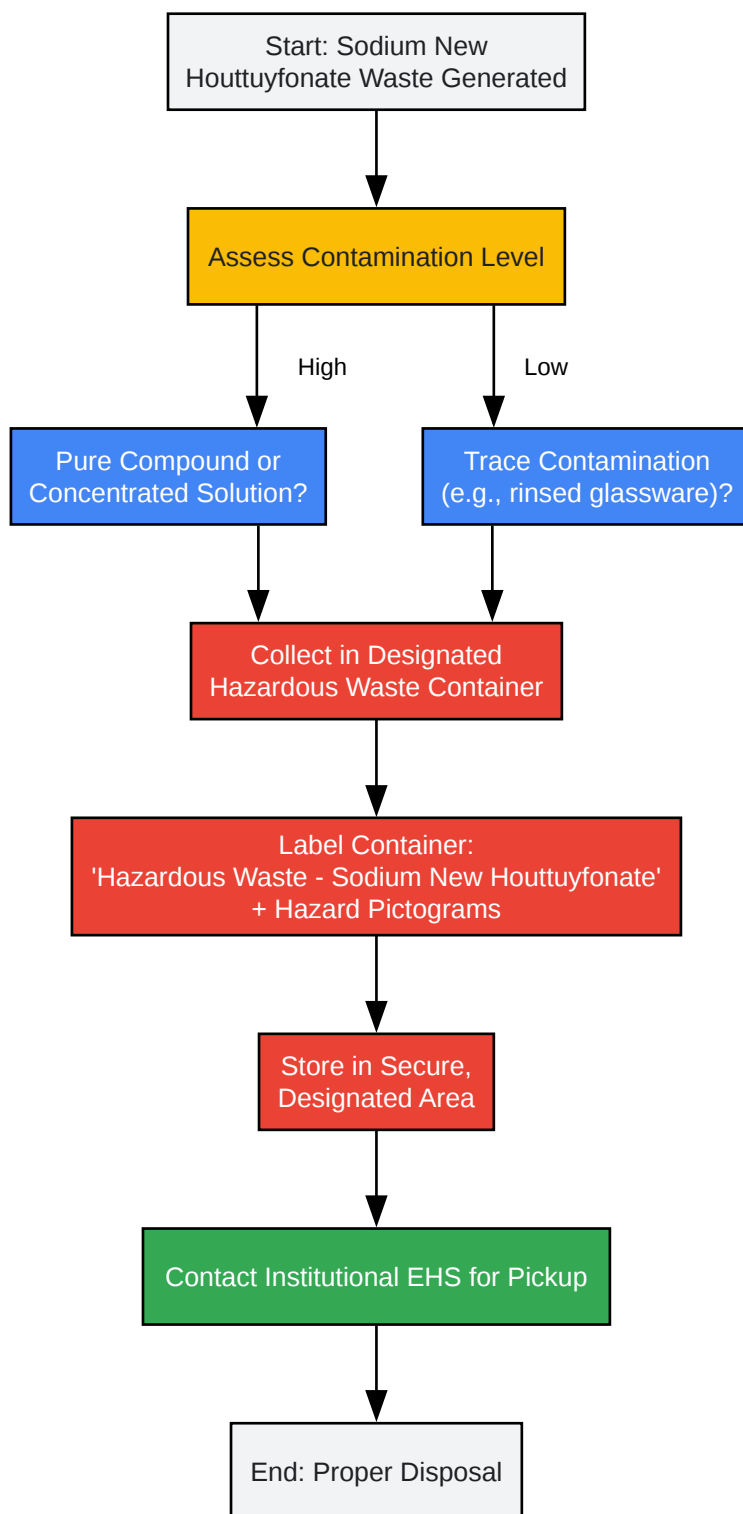 Start: Sodium New
Houttuyfonate Waste Generated
Assess Contamination Level
High
Low
Pure Compound or
Concentrated Solution?
Trace Contamination
(e.g., rinsed glassware)?
Collect in Designated
Hazardous Waste Container
Label Container:
'Hazardous Waste - Sodium New Houttuyfonate'
+ Hazard Pictograms
Store in Secure,
Designated Area
Contact Institutional EHS for Pickup
End: Proper Disposal